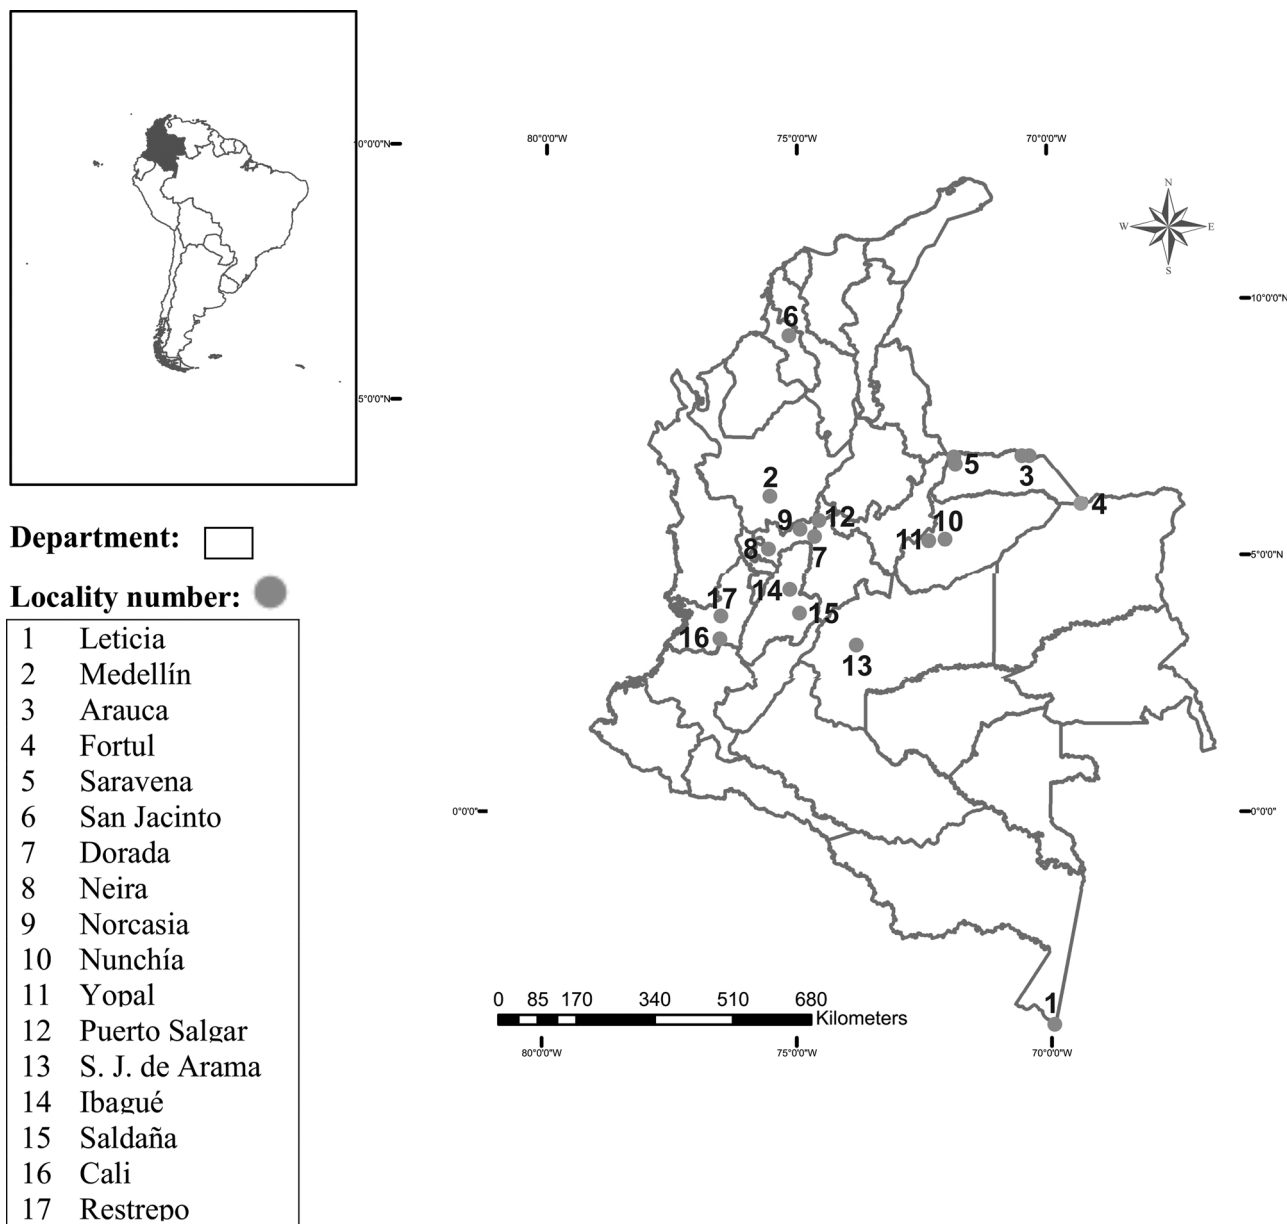 80°0'0"W
75°0'0"W
70°0'0"W
0°0'0"N
5°0'0"N
N
W
E
S
10°0'0"N
6
5
3
2
4
9
12
10
11
8
7
5°0'0"N
14
17
15
16
13
Department:
Locality number:
1 Leticia
2 Medellín
3 Arauca
4 Fortul
5 Saravena
6 San Jacinto
7 Dorada
8 Neira
9 Norcasia
10 Nunchía
11 Yopal
12 Puerto Salgar
13 S. J. de Arama
14 Ibagué
15 Saldaña
16 Cali
17 Restrepo
0°0'0"
0°0'0"
0 85 170 340 510 680
Kilometers
1
80°0'0"W
75°0'0"W
70°0'0"W